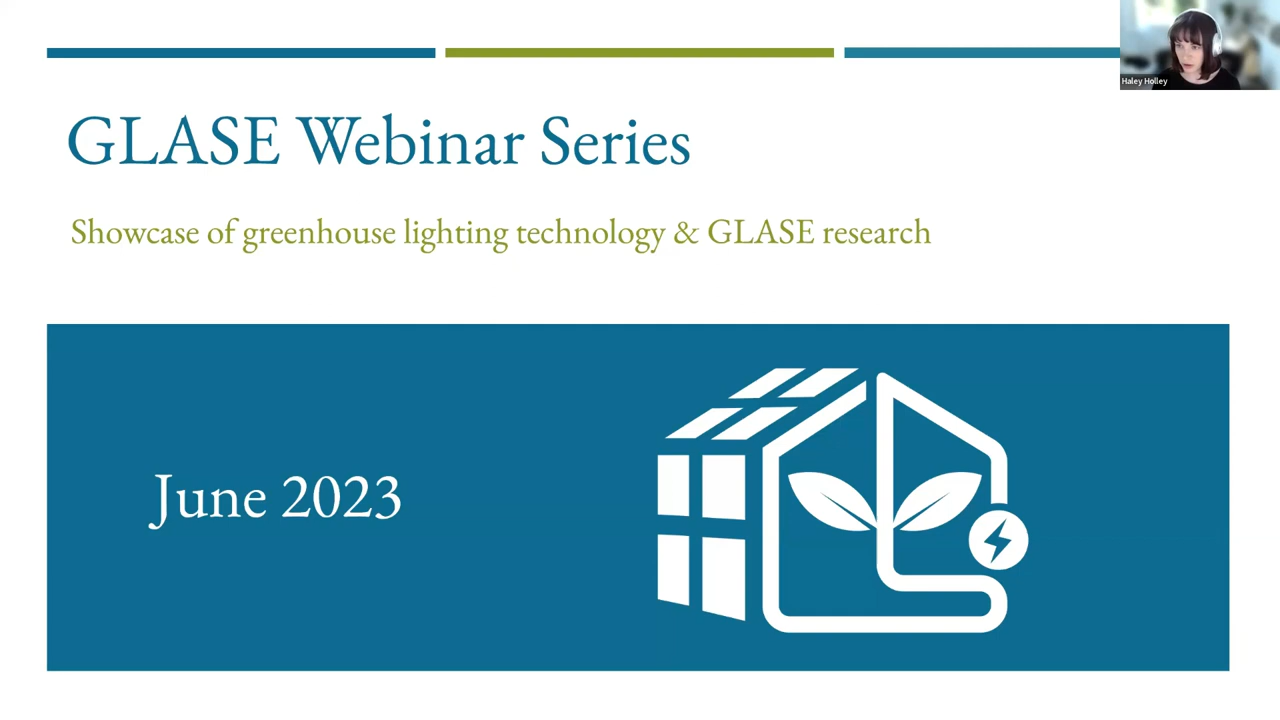 Haley Holley
GLASE Webinar Series
Showcase of greenhouse lighting technology & GLASE research
June 2023